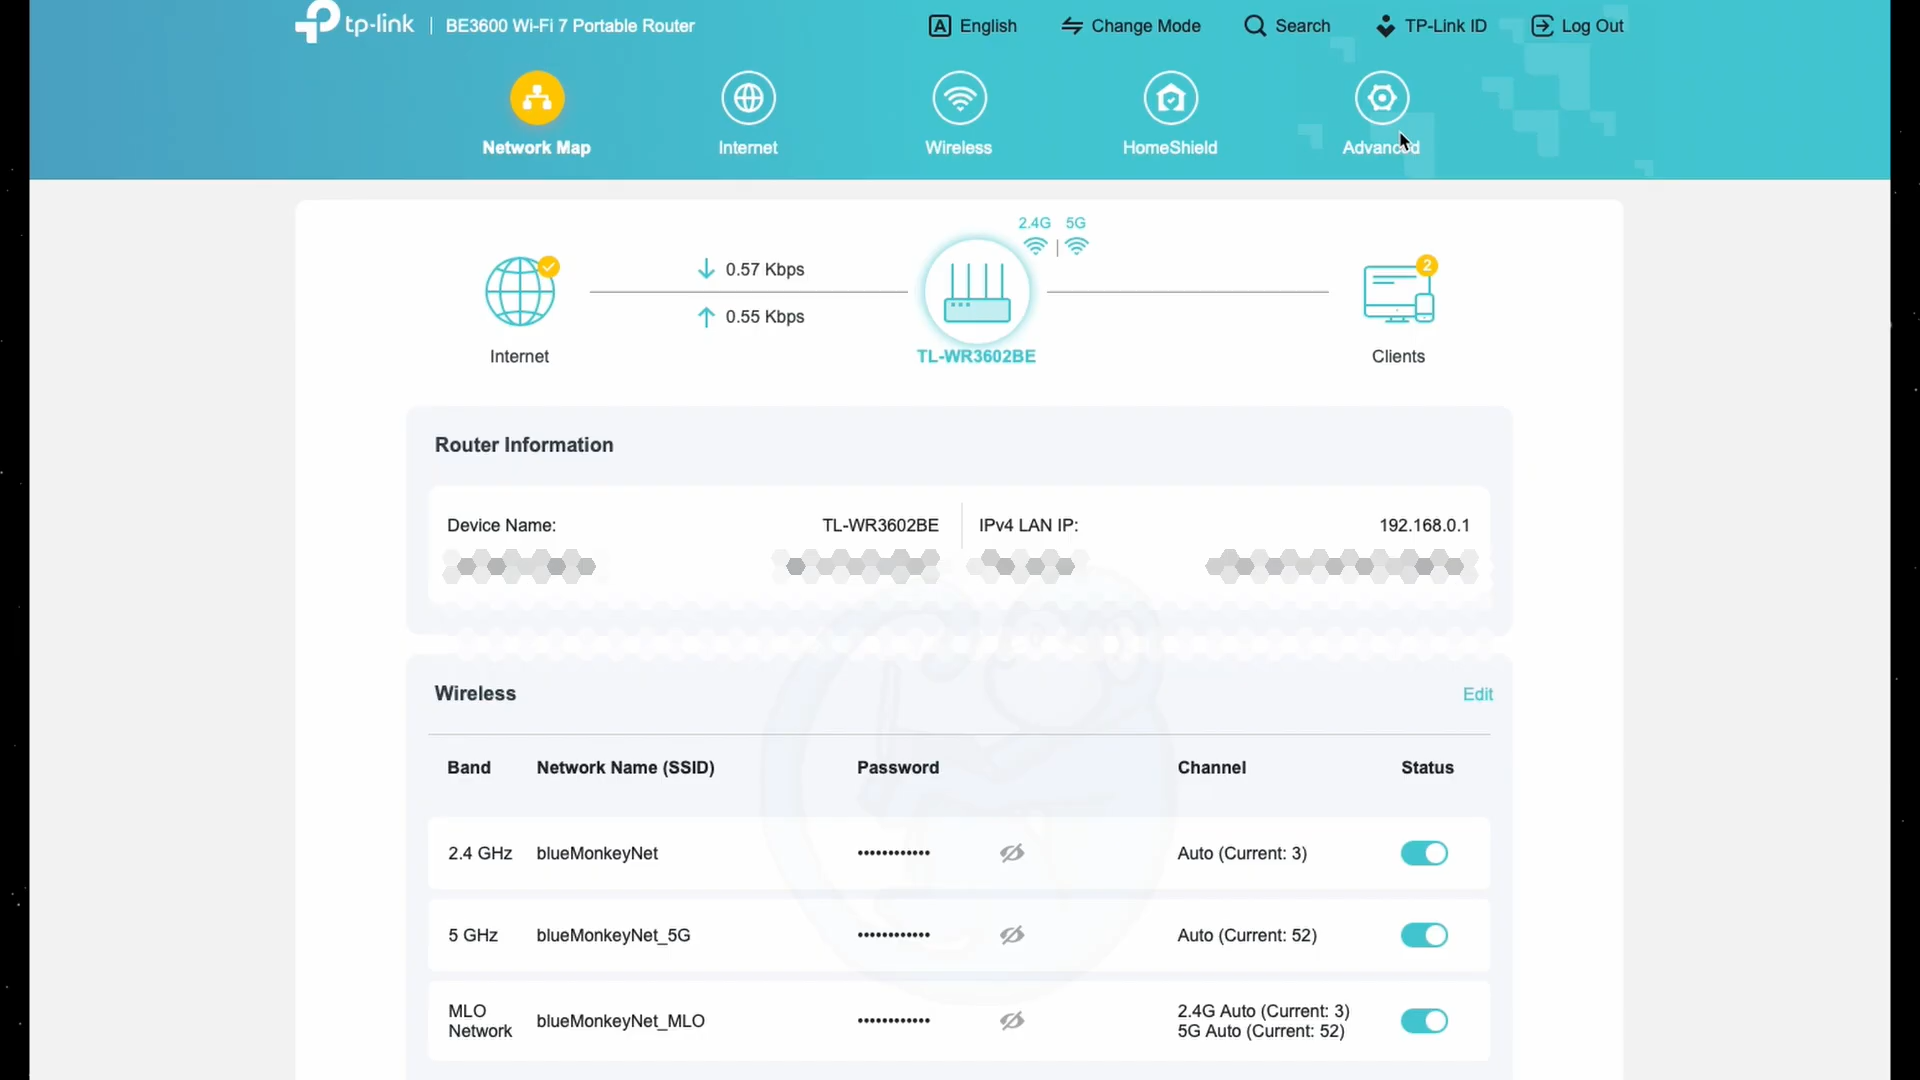 tp-link | BE3600 Wi-Fi 7 Portable Router
A English
Change Mode
Search
TP-Link ID
Log Out
Network Map
Internet
Wireless
HomeShield
Advanced
2.4G 5G
0.57 Kbps
0.55 Kbps
2
Internet
TL-WR3602BE
Clients
Router Information
Device Name: TL-WR3602BE
IPv4 LAN IP: 192.168.0.1
Wireless
Edit
Band Network Name (SSID) Password Channel Status
2.4 GHz blueMonkeyNet •••••••••••• Auto (Current: 3)
5 GHz blueMonkeyNet_5G •••••••••••• Auto (Current: 52)
MLO Network blueMonkeyNet_MLO •••••••••••• 2.4G Auto (Current: 3)
5G Auto (Current: 52)